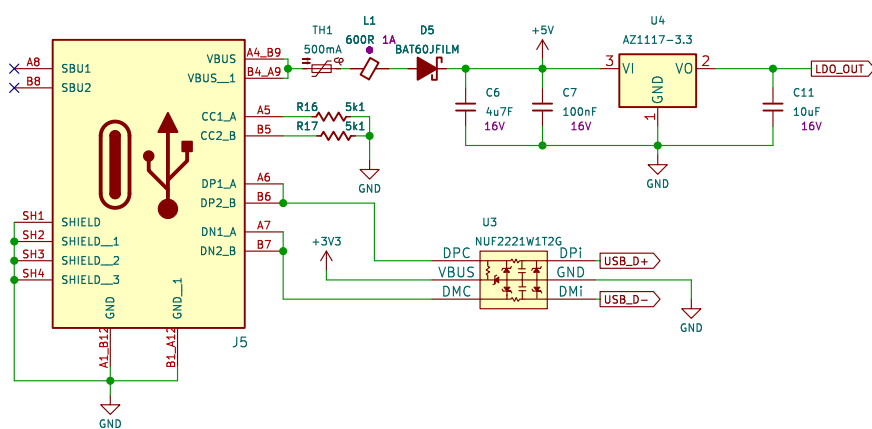 L1
TH1
D5
U4
600R 1A
+5V
500mA
BAT60JFILM
AZ1117-3.3
A8 SBU1
B8 SBU2
VBUS A4_B9
VBUS__1 B4_A9
3 VI
VO 2
LDO_OUT
GND
1
C6
4u7F
16V
C7
100nF
16V
C11
10uF
16V
GND
CC1_A A5
R16 5k1
CC2_B B5
R17 5k1
GND
DP1_A A6
DP2_B B6
SH1 SHIELD
SH2 SHIELD__1
SH3 SHIELD__2
SH4 SHIELD__3
DN1_A A7
DN2_B B7
U3
NUF2221W1T2G
+3V3
DPC
DPi
USB_D+
VBUS
GND
DMC
DMi
USB_D-
GND
GND
GND__1
J5
A1_B12
B1_A12
GND